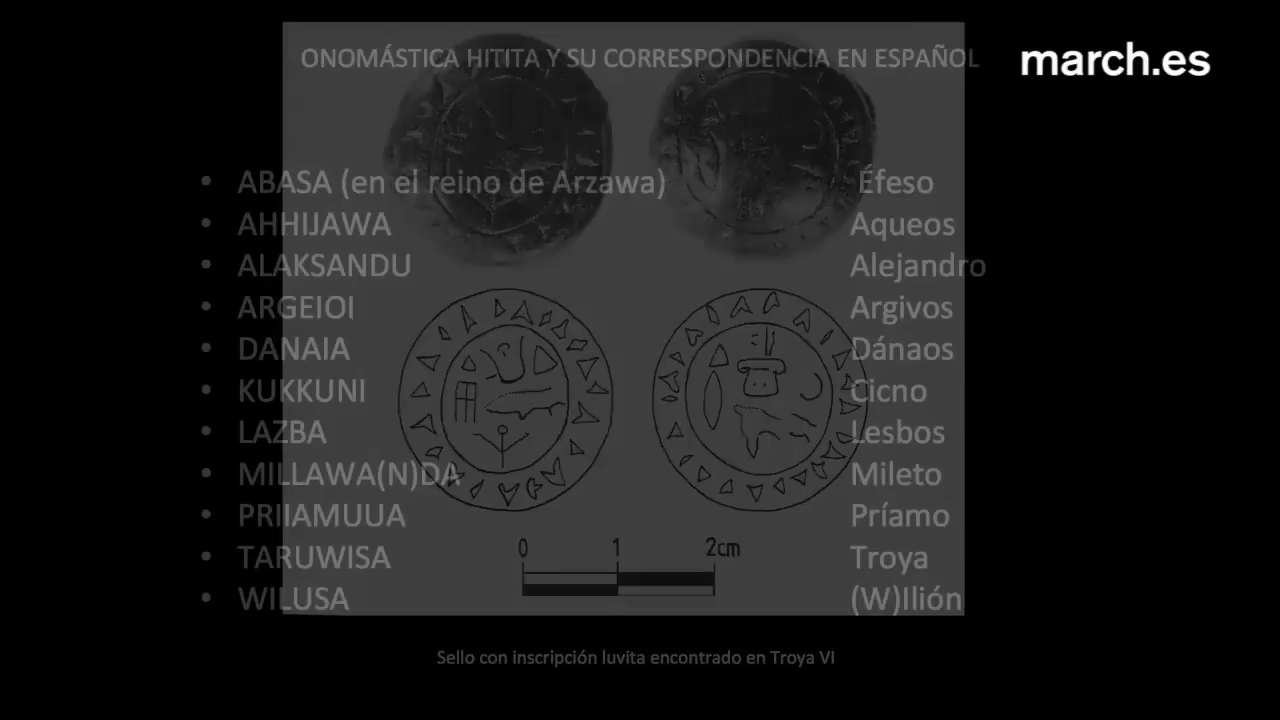 ONOMÁSTICA HITITA Y SU CORRESPONDENCIA EN ESPAÑOL
march.es
• ABASA (en el reino de Arzawa) Éfeso
• AHHIJAWA Aqueos
• ALAKSANDU Alejandro
• ARGEIOI Argivos
• DANAIA Dánaos
• KUKKUNI Cicno
• LAZBA Lesbos
• MILLAWA(N)DA Mileto
• PRIIAMUUA Príamo
• TARUWISA Troya
• WILUSA (W)Ilión
0 1 2cm
Sello con inscripción luvita encontrado en Troya VI